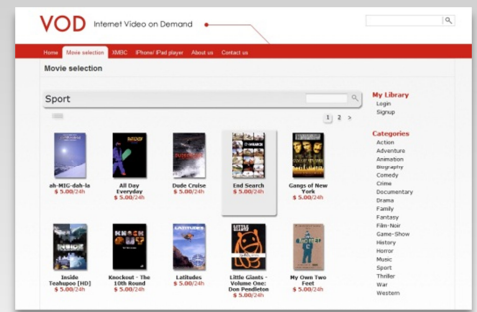 VOD Internet Video on Demand
Home Movie selection IMBC iPhone/ iPad player About us Contact us
Movie selection
Sport
1 2 >
My Library
Login
Signup
Categories
Action
Adventure
Animation
Biography
Comedy
Crime
Documentary
Drama
Family
Fantasy
Film-Noir
Game-Show
History
Horror
Music
Sport
Thriller
War
Western
ah-MIG-dah-la
$ 5.00/24h
All Day
Everyday
$ 5.00/24h
Dude Cruise
$ 5.00/24h
End Search
$ 5.00/24h
Gangs of New
York
$ 5.00/24h
Inside
Teahupoo [HD]
$ 5.00/24h
KNOCK
Knockout - The
10th Round
$ 5.00/24h
LATITUDES
Latitudes
$ 5.00/24h
Little Giants -
Volume One:
Don Pendleton
$ 5.00/24h
My Own Two
Feet
$ 5.00/24h